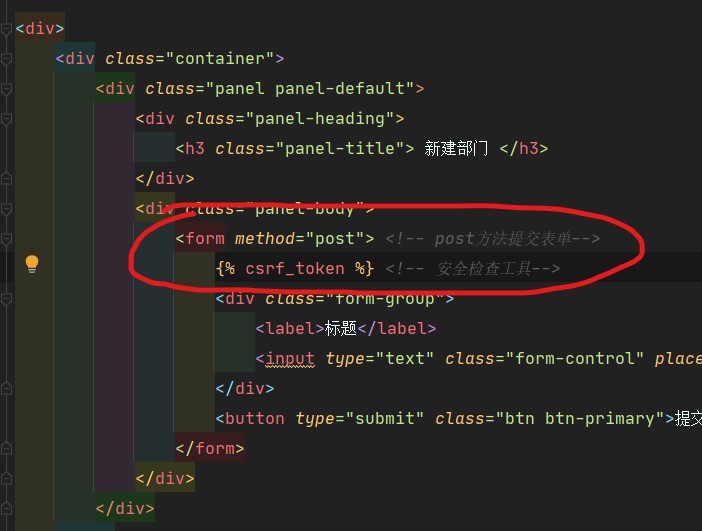 <div>
<div class="container">
<div class="panel panel-default">
<div class="panel-heading">
<h3 class="panel-title"> 新建部门 </h3>
</div>
<div class="panel-body">
<form method="post"> <!-- post方法提交表单-->
{% csrf_token %} <!-- 安全检查工具-->
<div class="form-group">
<label>标题</label>
<input type="text" class="form-control" place
</div>
<button type="submit" class="btn btn-primary">提交
</form>
</div>
</div>